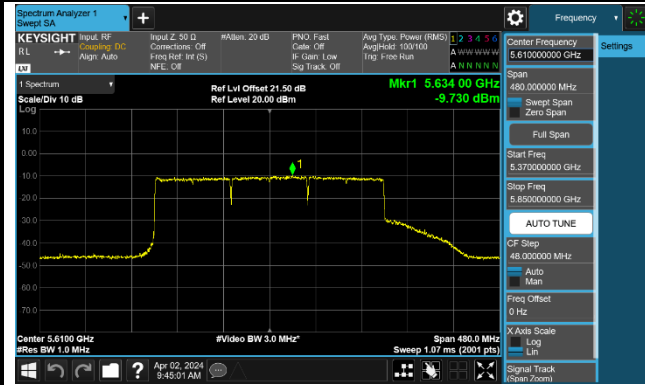 Spectrum Analyzer 1
Swept SA
Frequency
KEYSIGHT
RL
LXI
Input: RF
Coupling: DC
Align: Auto
Input Z: 50 Ω
Corrections: Off
Freq Ref: Int (S)
NFE: Off
#Atten: 20 dB
PNO: Fast
Gate: Off
IF Gain: Low
Sig Track: Off
Avg Type: Power (RMS)
Avg|Hold: 100/100
Trig: Free Run
1 2 3 4 5 6
A W W W W W
A N N N N N
1 Spectrum
Scale/Div 10 dB
Log
Ref Lvl Offset 21.50 dB
Ref Level 20.00 dBm
Mkr1 5.634 00 GHz
-9.730 dBm
1
10.0
0.00
-10.0
-20.0
-30.0
-40.0
-50.0
-60.0
-70.0
Center 5.6100 GHz
#Res BW 1.0 MHz
#Video BW 3.0 MHz*
Span 480.0 MHz
Sweep 1.07 ms (2001 pts)
Apr 02, 2024
9:45:01 AM
Center Frequency
5.610000000 GHz
Settings
Span
480.000000 MHz
Swept Span
Zero Span
Full Span
Start Freq
5.370000000 GHz
Stop Freq
5.850000000 GHz
AUTO TUNE
CF Step
48.000000 MHz
Auto
Man
Freq Offset
0 Hz
X Axis Scale
Log
Lin
Signal Track
(Span Zoom)